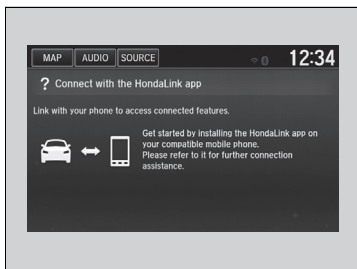 MAP AUDIO SOURCE 12:34
? Connect with the HondaLink app
Link with your phone to access connected features.
Get started by installing the HondaLink app on
your compatible mobile phone.
Please refer to it for further connection
assistance.